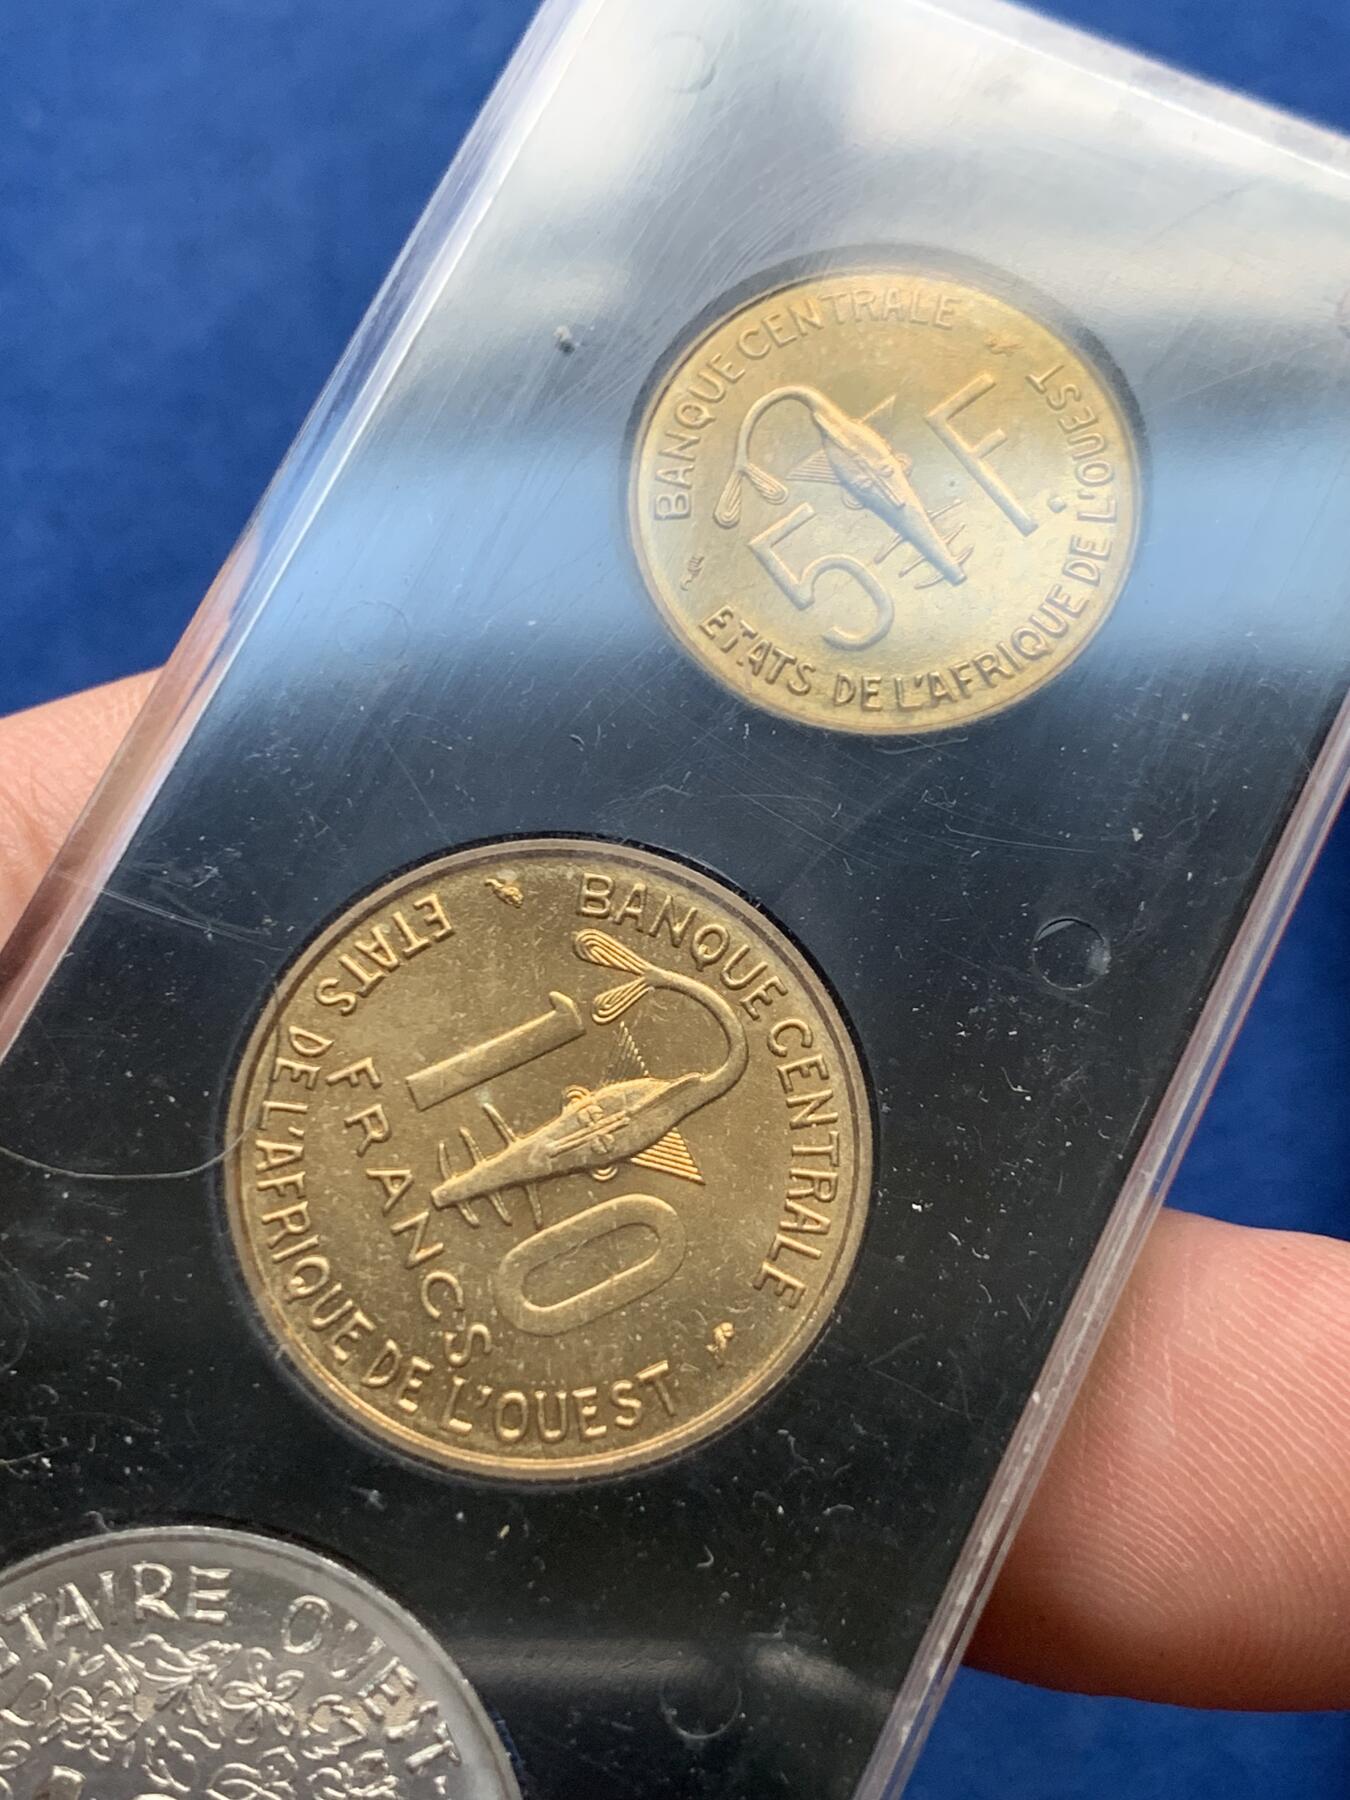 BANQUE CENTRALE
ETATS DE L'AFRIQUE DE L'OUEST
5 F.
BANQUE CENTRALE
ETATS DE L'AFRIQUE DE L'OUEST
10
FRANCS
TAIRE OUEST-